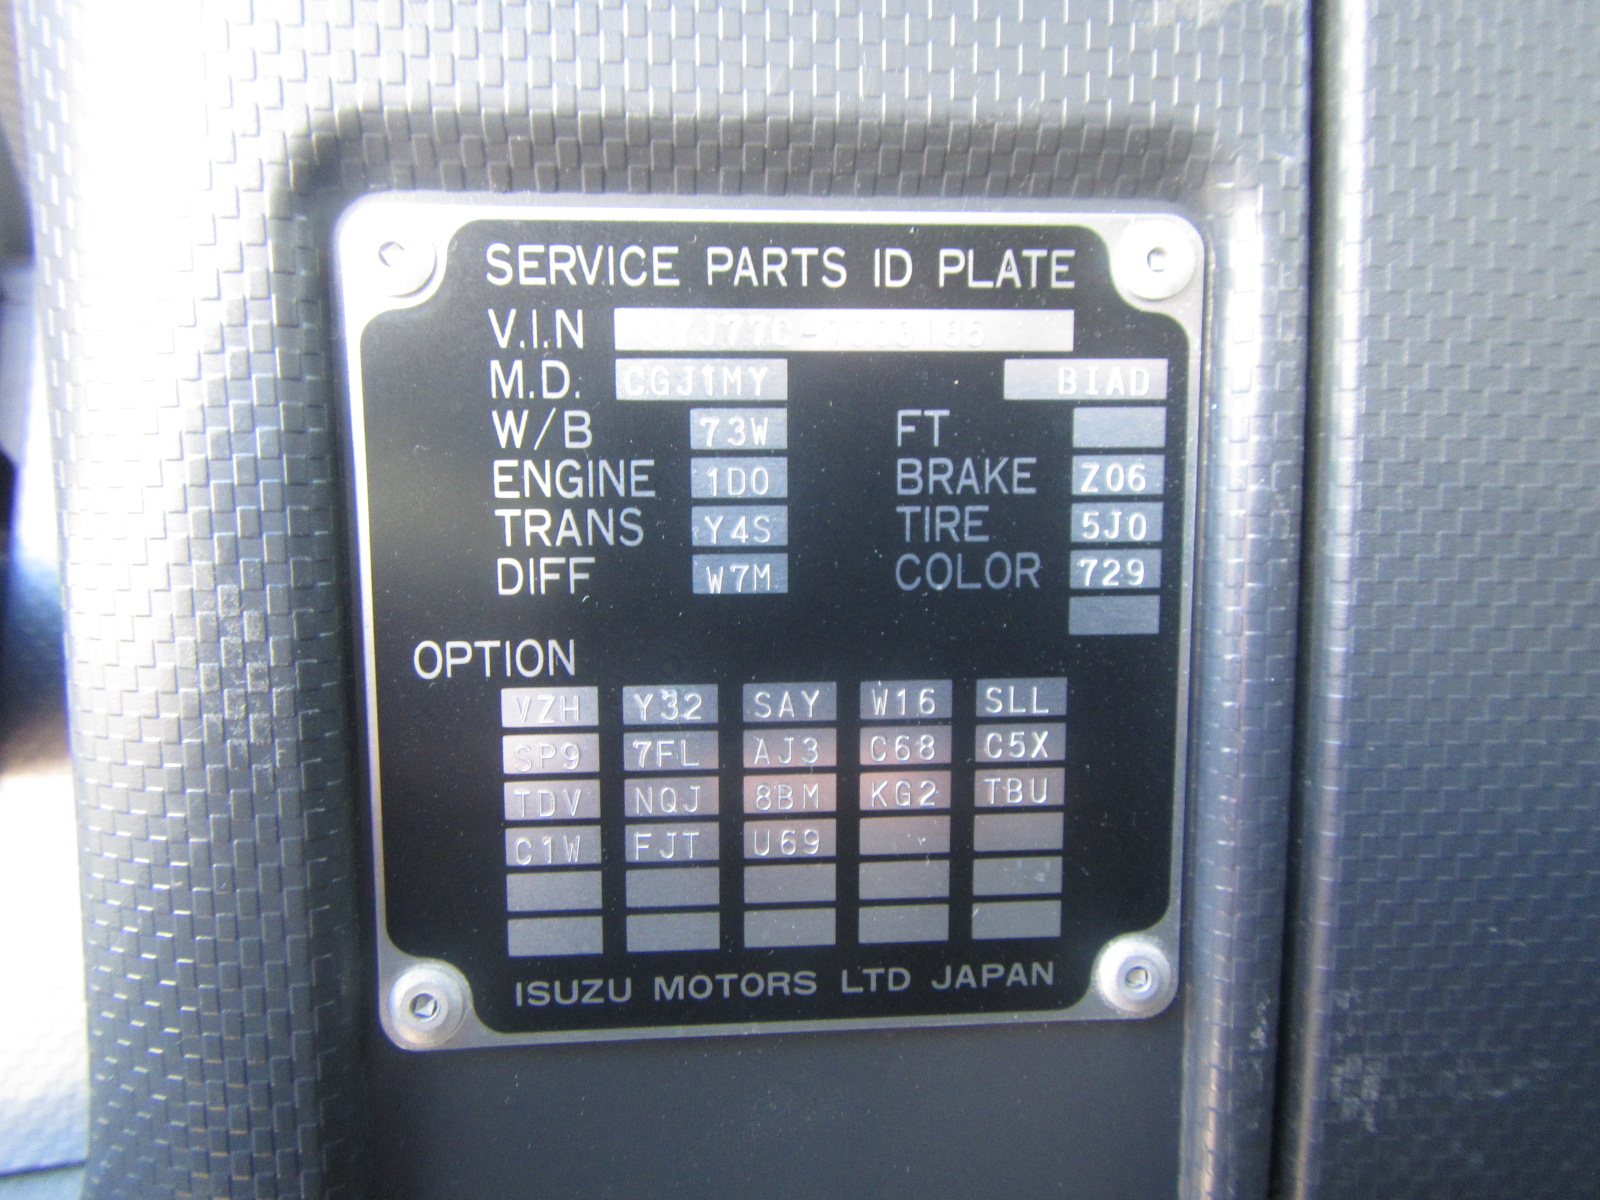 SERVICE PARTS ID PLATE
V.I.N
M.D. CGJ1MY BIAD
W/B 73W FT
ENGINE 1D0 BRAKE Z06
TRANS Y4S TIRE 5J0
DIFF W7M COLOR 729
OPTION
VZH Y32 SAY W16 SLL
SP9 7FL AJ3 C68 C5X
TDV NQJ 8BM KG2 TBU
C1W FJT U69
ISUZU MOTORS LTD JAPAN